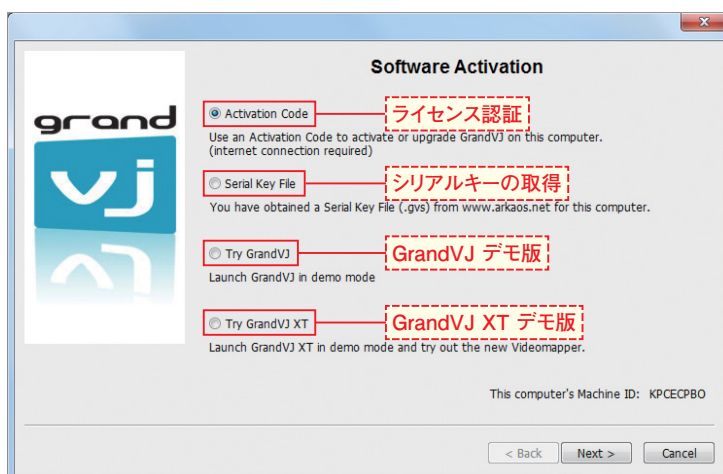 Software Activation
grand
vj
Activation Code
ライセンス認証
Use an Activation Code to activate or upgrade GrandVJ on this computer.
(internet connection required)
Serial Key File
シリアルキーの取得
You have obtained a Serial Key File (.gvs) from www.arkaos.net for this computer.
Try GrandVJ
GrandVJ デモ版
Launch GrandVJ in demo mode
Try GrandVJ XT
GrandVJ XT デモ版
Launch GrandVJ XT in demo mode and try out the new Videomapper.
This computer's Machine ID: KPCECPBO
< Back
Next >
Cancel